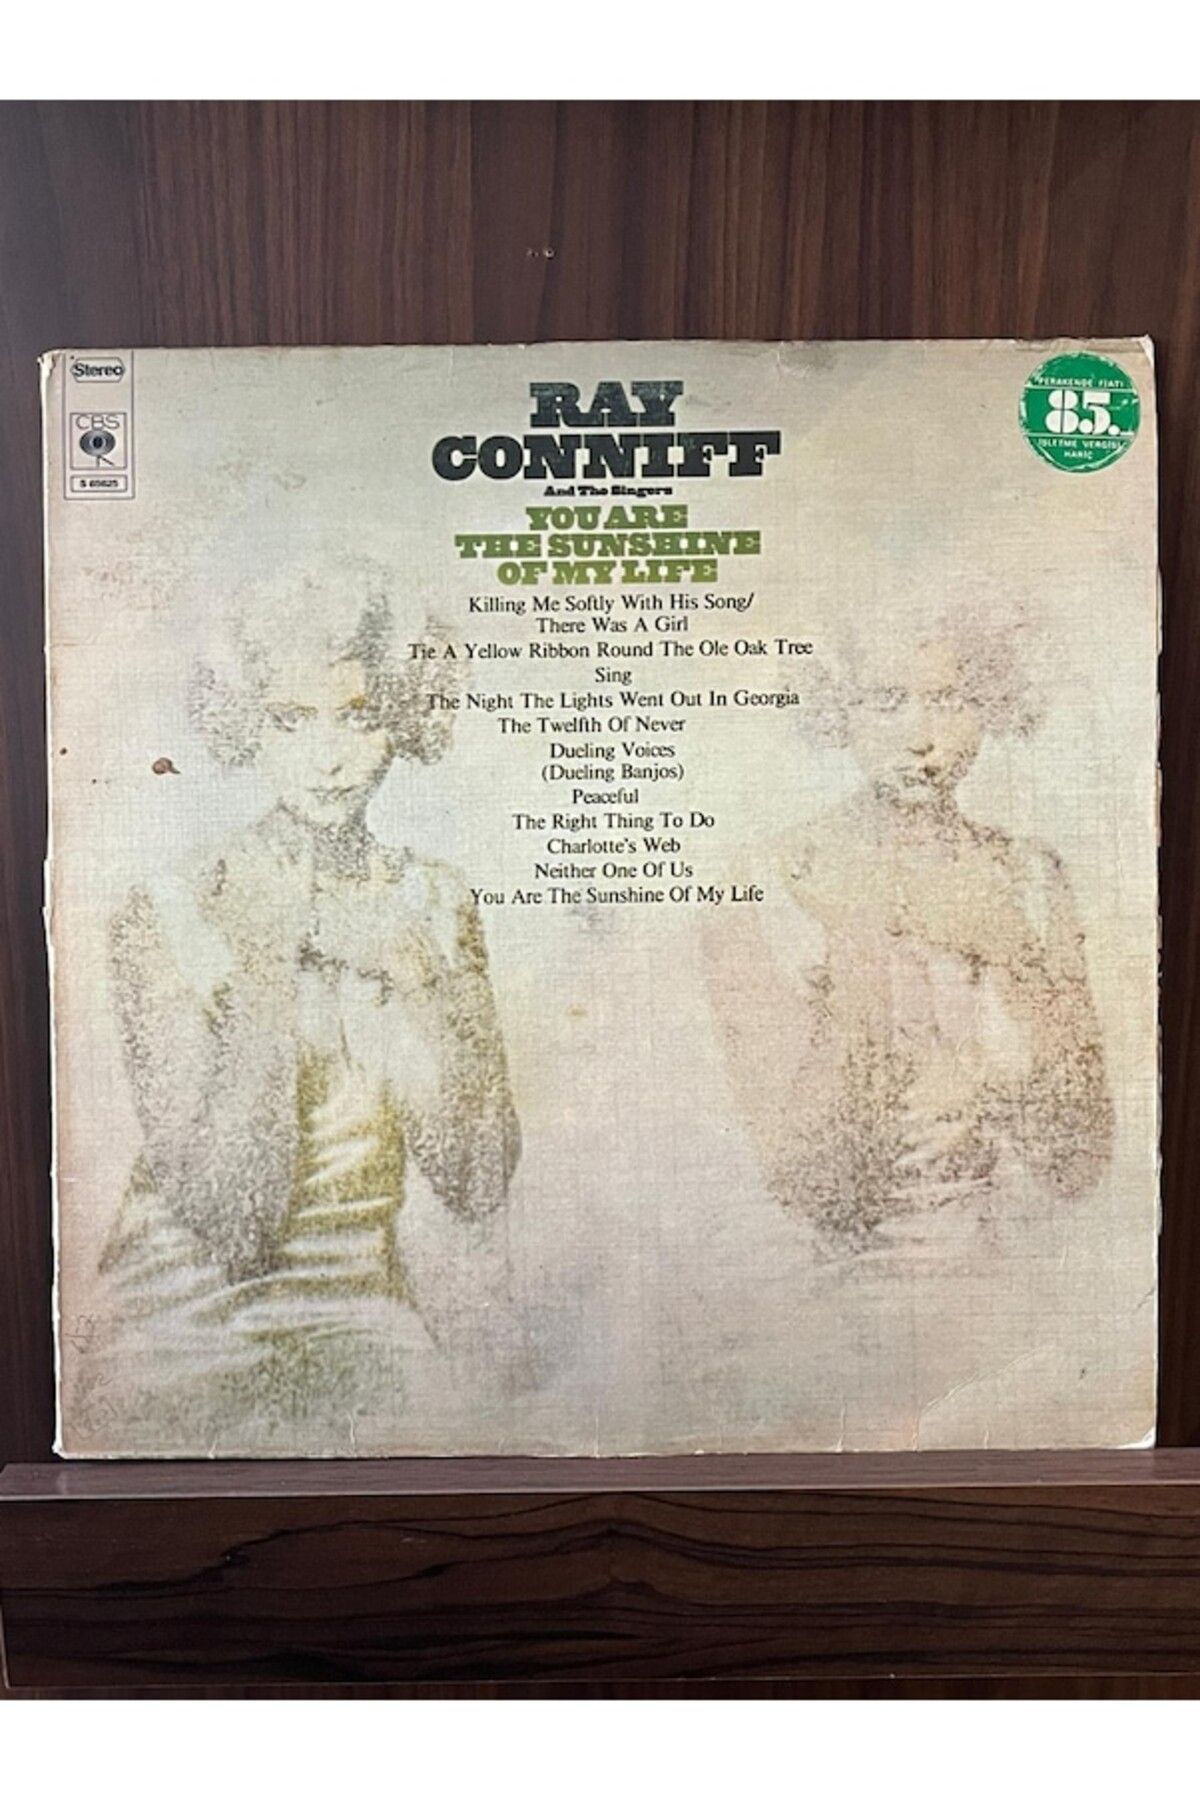 Stereo
CBS
S 65625
RAY
CONNIFF
And The Singers
YOU ARE
THE SUNSHINE
OF MY LIFE
Killing Me Softly With His Song/
There Was A Girl
Tie A Yellow Ribbon Round The Ole Oak Tree
Sing
The Night The Lights Went Out In Georgia
The Twelfth Of Never
Dueling Voices
(Dueling Banjos)
Peaceful
The Right Thing To Do
Charlotte's Web
Neither One Of Us
You Are The Sunshine Of My Life
PERAKENDE FİATI
85.
İŞLETME VERGİSİ
HARİÇ